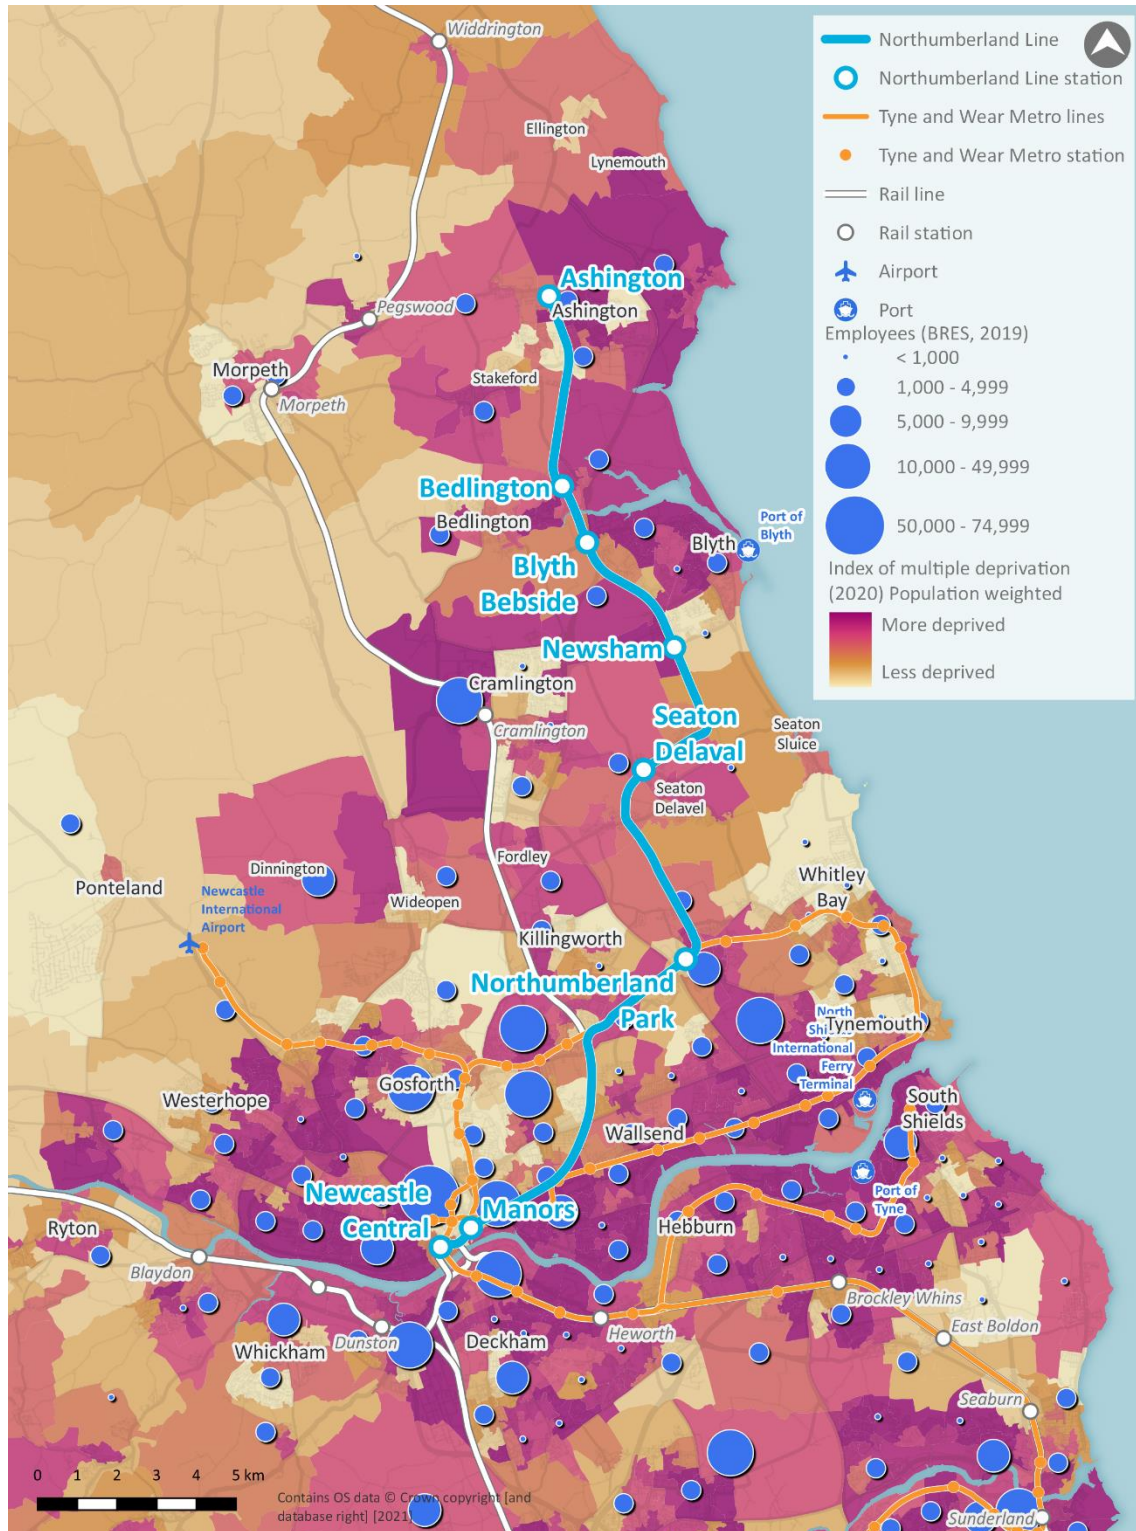 Widdrington
Northumberland Line
Northumberland Line station
Tyne and Wear Metro lines
Tyne and Wear Metro station
Rail line
Rail station
Airport
Port
Employees (BRES, 2019)
< 1,000
1,000 - 4,999
5,000 - 9,999
10,000 - 49,999
50,000 - 74,999
Index of multiple deprivation
(2020) Population weighted
More deprived
Less deprived
Ellington
Lynemouth
Ashington
Ashington
Pegswood
Morpeth
Morpeth
Stakeford
Bedlington
Bedlington
Port of
Blyth
Blyth
Blyth
Bebside
Newsham
Cramlington
Cramlington
Seaton
Delaval
Seaton
Sluice
Seaton
Delavel
Fordley
Dinnington
Wideopen
Ponteland
Newcastle
International
Airport
Whitley
Bay
Killingworth
Northumberland
Park
North
International
Ferry
Terminal
Tynemouth
Gosforth
Westerhope
Wallsend
South
Shields
Newcastle
Central
Manors
Port of
Tyne
Hebburn
Ryton
Blaydon
Dunston
Whickham
Deckham
Heworth
Brockley Whins
East Boldon
Seaburn
Sunderland
0 1 2 3 4 5 km
Contains OS data © Crown copyright [and
database right] [2021]